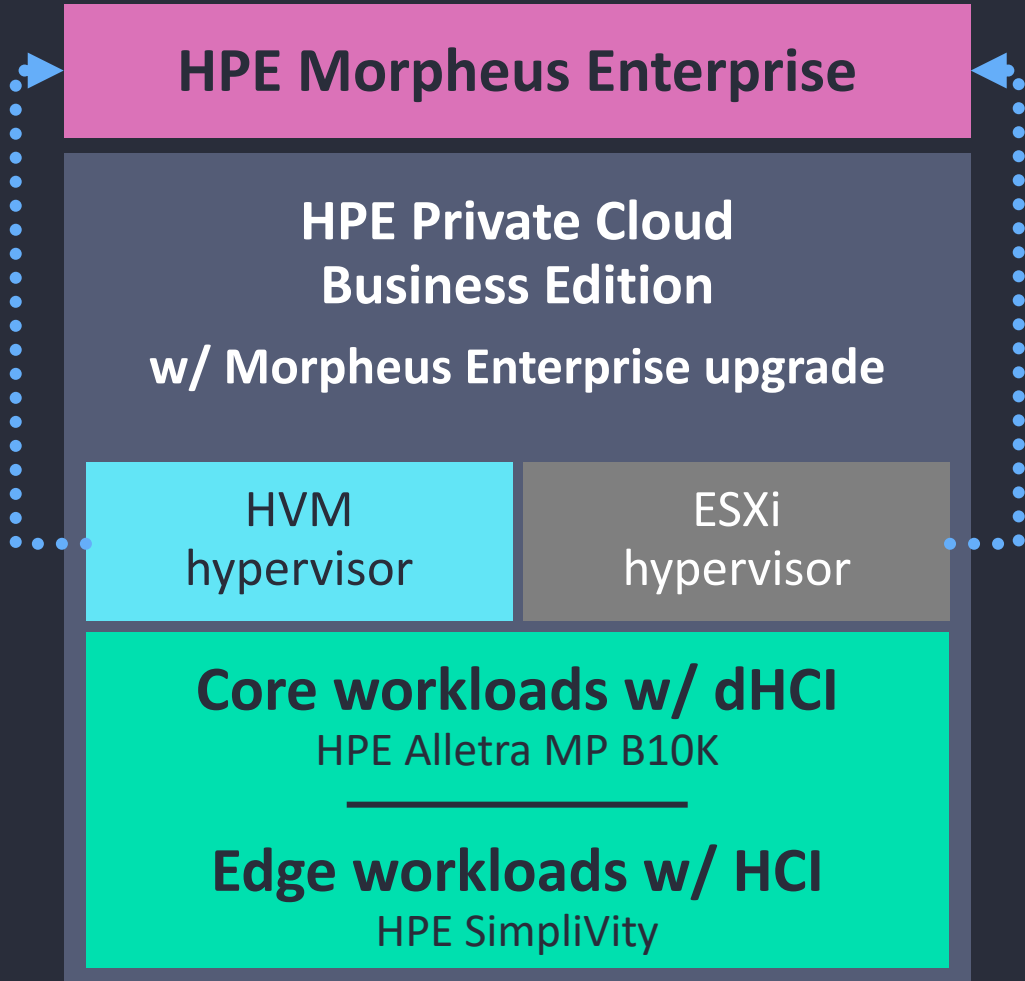 HPE Morpheus Enterprise
HPE Private Cloud
Business Edition
w/ Morpheus Enterprise upgrade
HVM
hypervisor
ESXi
hypervisor
Core workloads w/ dHCI
HPE Alletra MP B10K
Edge workloads w/ HCI
HPE SimpliVity